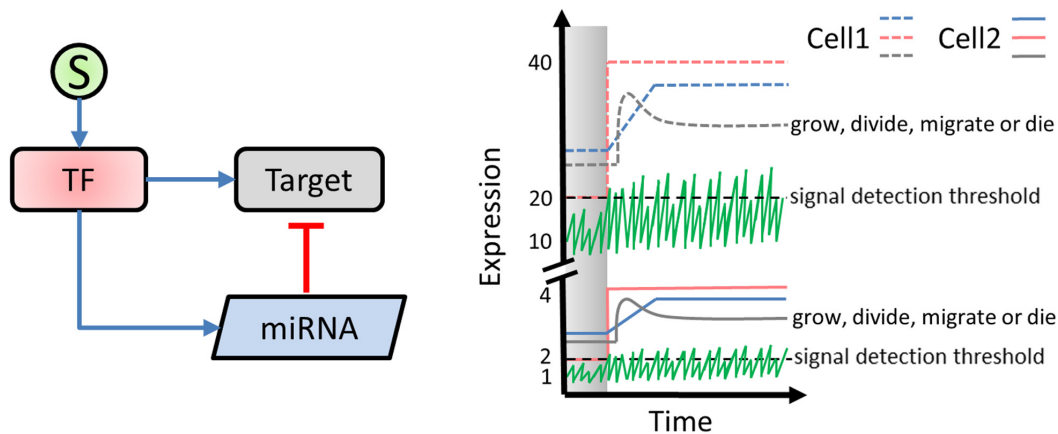 S
TF
Target
miRNA
Cell1
Cell2
Expression
40
grow, divide, migrate or die
20
signal detection threshold
10
4
grow, divide, migrate or die
2
signal detection threshold
1
Time